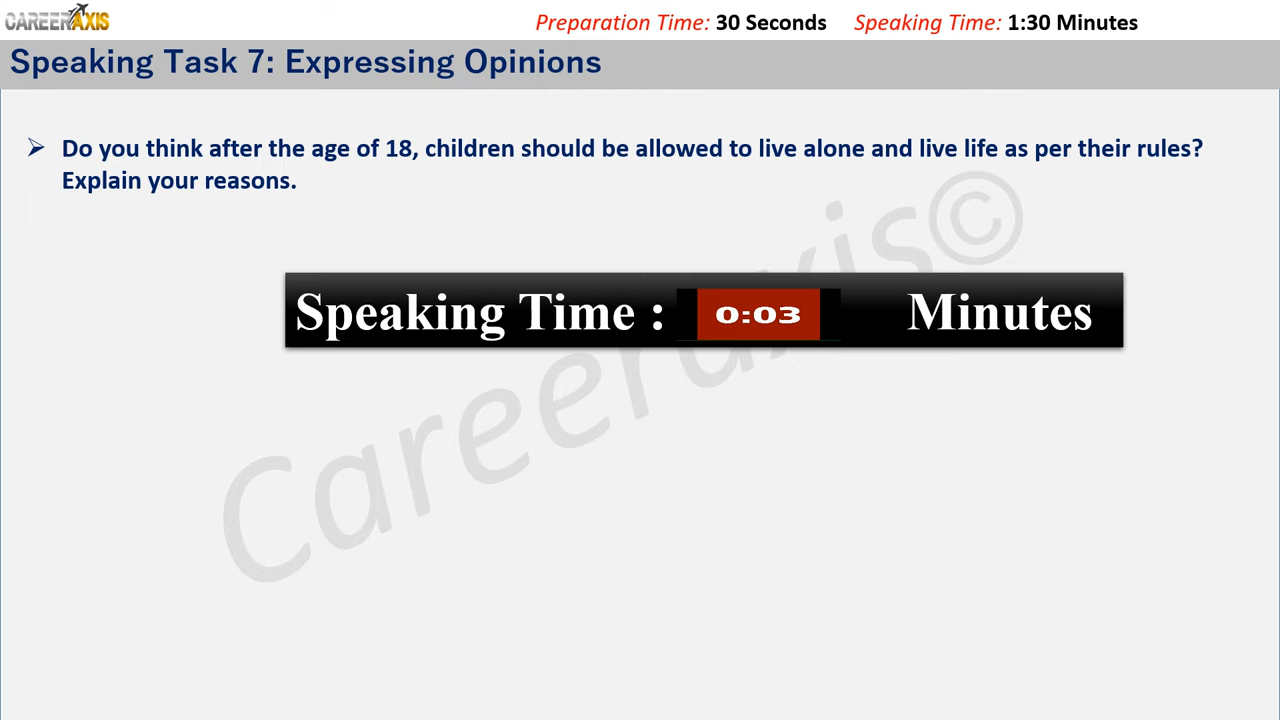 CAREERAXIS
Preparation Time: 30 Seconds Speaking Time: 1:30 Minutes
Speaking Task 7: Expressing Opinions
➢ Do you think after the age of 18, children should be allowed to live alone and live life as per their rules?
Explain your reasons.
Speaking Time : 0:03 Minutes
Careeraxis©